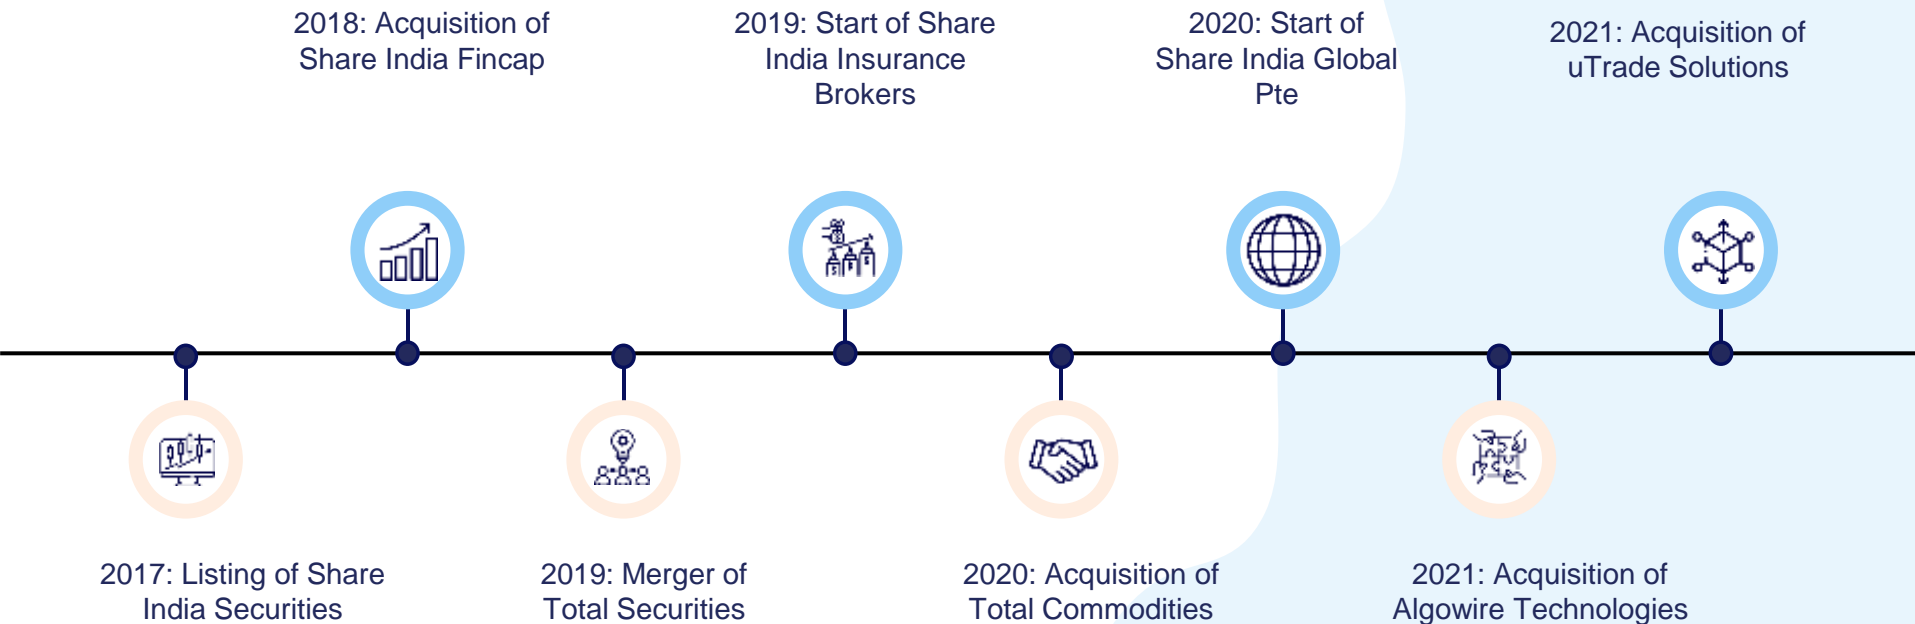 2018: Acquisition of
Share India Fincap
2019: Start of Share
India Insurance
Brokers
2020: Start of
Share India Global
Pte
2021: Acquisition of
uTrade Solutions
2017: Listing of Share
India Securities
2019: Merger of
Total Securities
2020: Acquisition of
Total Commodities
2021: Acquisition of
Algowire Technologies